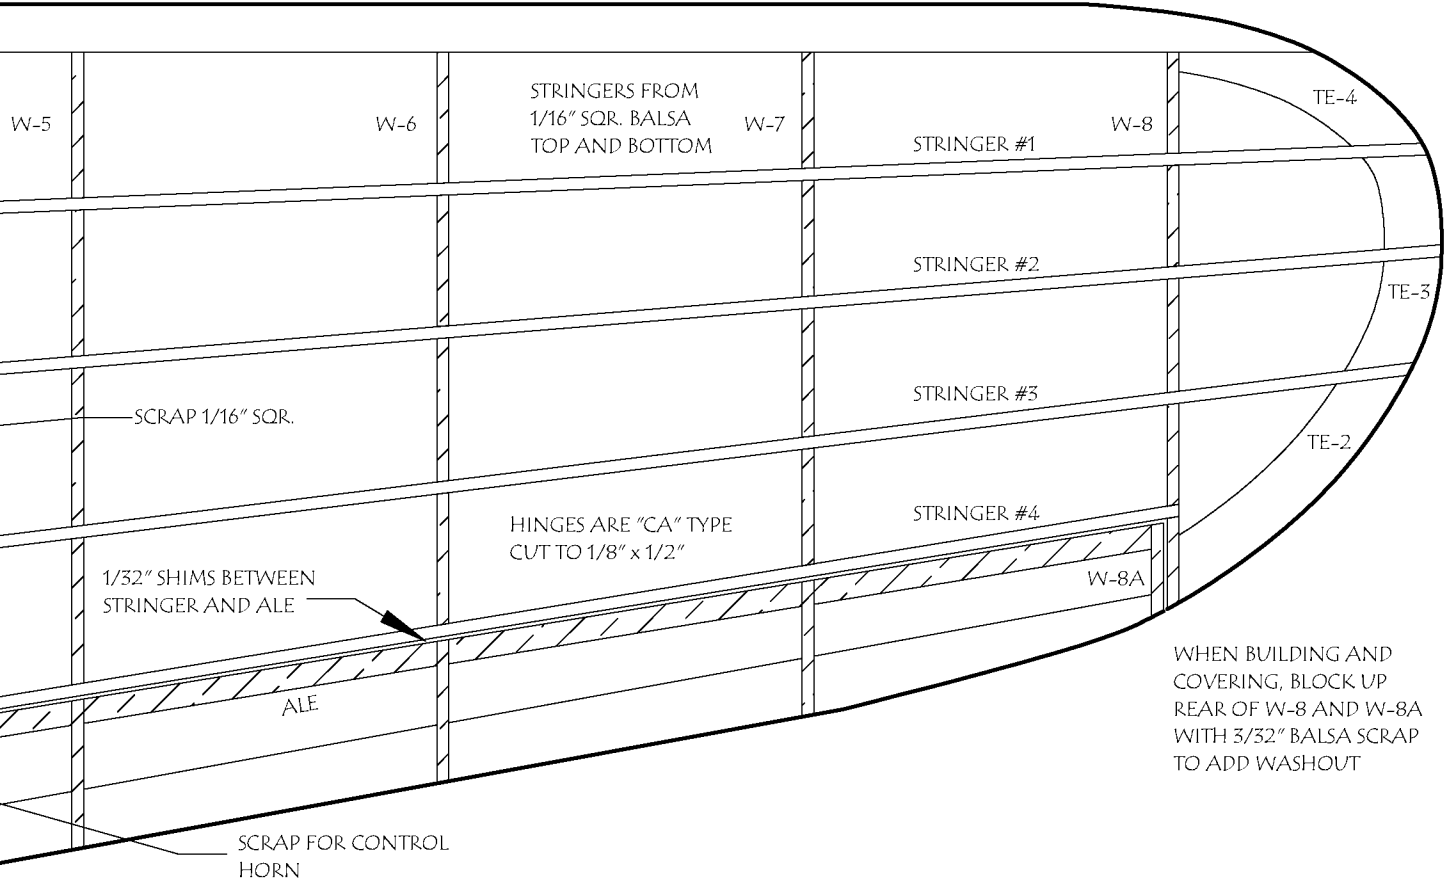 STRINGERS FROM
1/16" SQR. BALSA
TOP AND BOTTOM
W-5
W-6
W-7
W-8
TE-4
STRINGER #1
STRINGER #2
TE-3
STRINGER #3
SCRAP 1/16" SQR.
TE-2
STRINGER #4
HINGES ARE "CA" TYPE
CUT TO 1/8" x 1/2"
1/32" SHIMS BETWEEN
STRINGER AND ALE
W-8A
ALE
WHEN BUILDING AND
COVERING, BLOCK UP
REAR OF W-8 AND W-8A
WITH 3/32" BALSA SCRAP
TO ADD WASHOUT
SCRAP FOR CONTROL
HORN